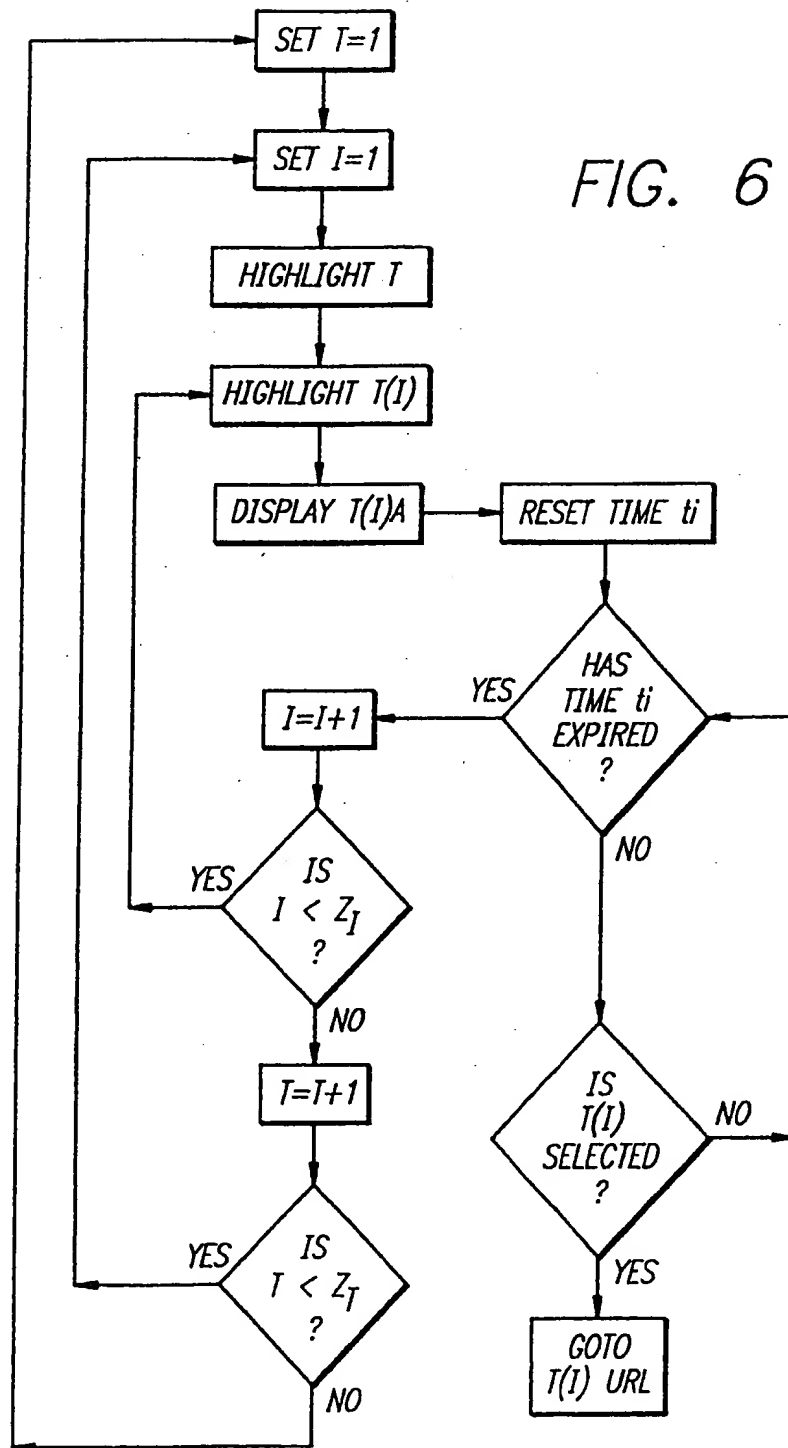 SET T=1
SET I=1
FIG. 6
HIGHLIGHT T
HIGHLIGHT T(I)
DISPLAY T(I)A
RESET TIME ti
HAS
TIME ti
EXPIRED
?
YES
NO
I=I+1
IS
I < Z_I
?
YES
NO
T=T+1
IS
T(I)
SELECTED
?
NO
YES
IS
T < Z_T
?
YES
NO
GOTO
T(I) URL